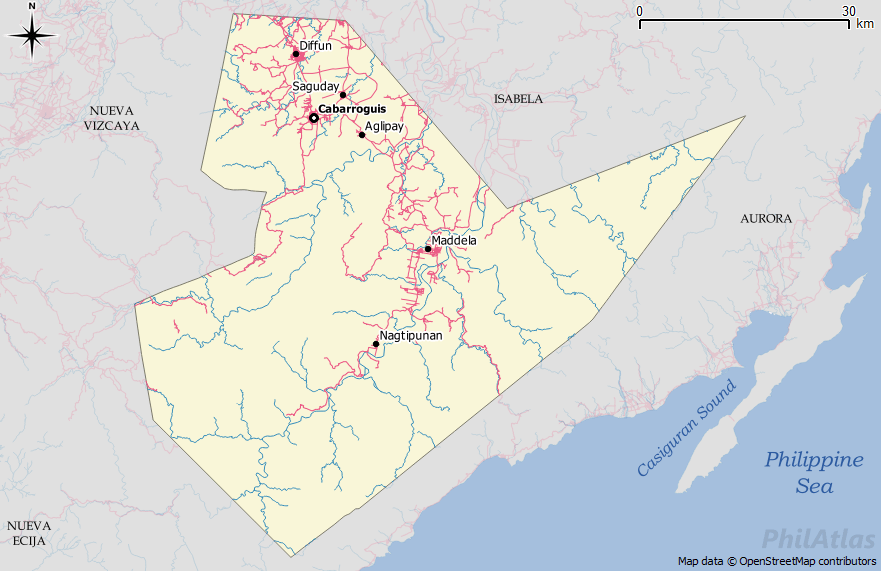 N
0 30
km
Diffun
ISABELA
Saguday
NUEVA
VIZCAYA
Cabarroguis
Aglipay
AURORA
Maddela
Nagtipunan
Casiguran Sound
Philippine
Sea
NUEVA
ECIJA
PhilAtlas
Map data © OpenStreetMap contributors